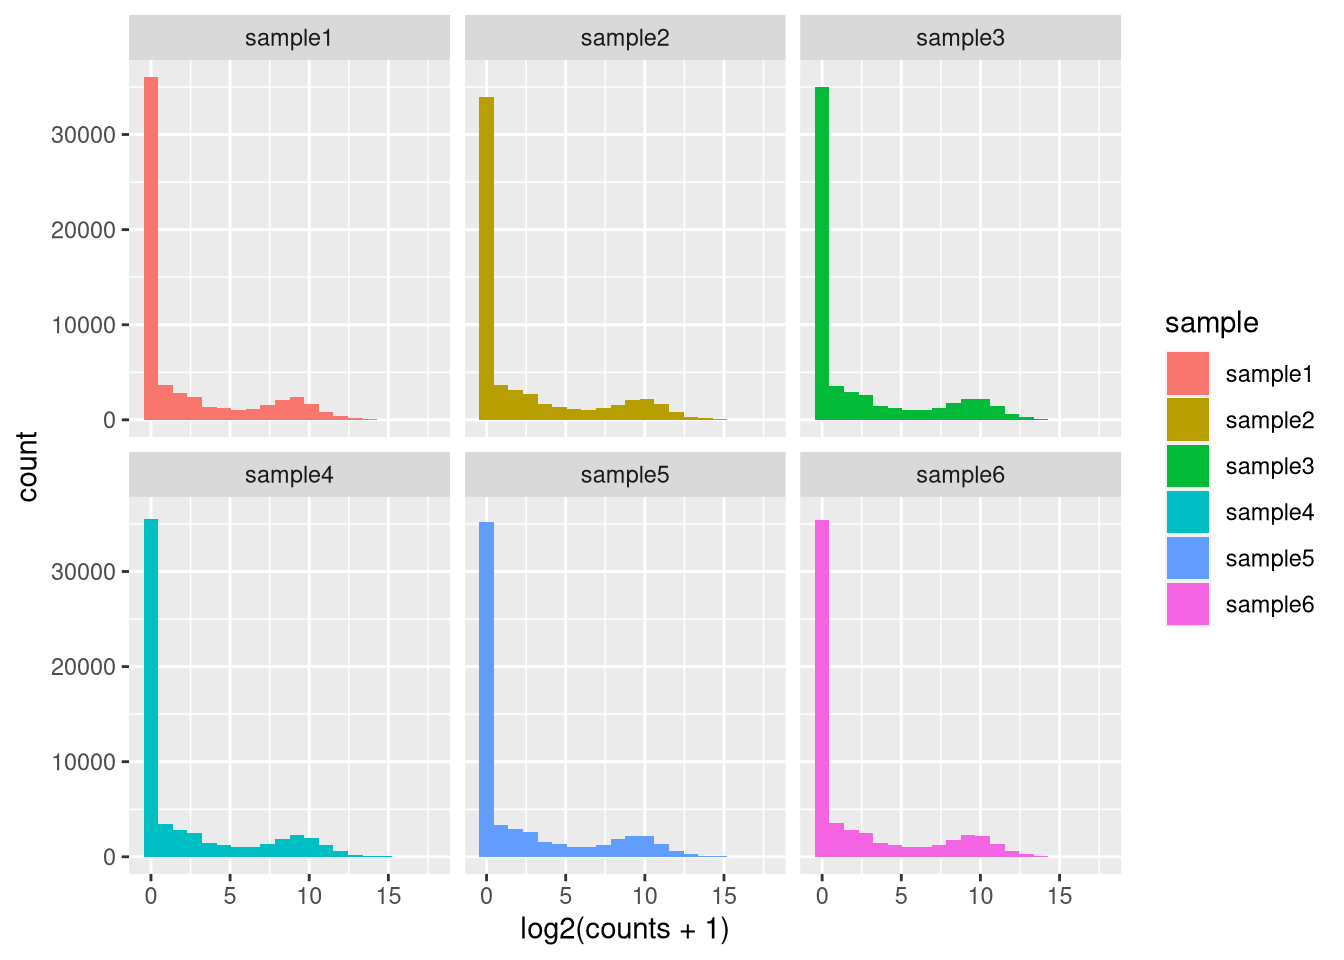 sample1 sample2 sample3
30000
20000
10000
0
count
sample4 sample5 sample6
30000
20000
10000
0
0 5 10 15 0 5 10 15 0 5 10 15
log2(counts + 1)
sample
sample1
sample2
sample3
sample4
sample5
sample6